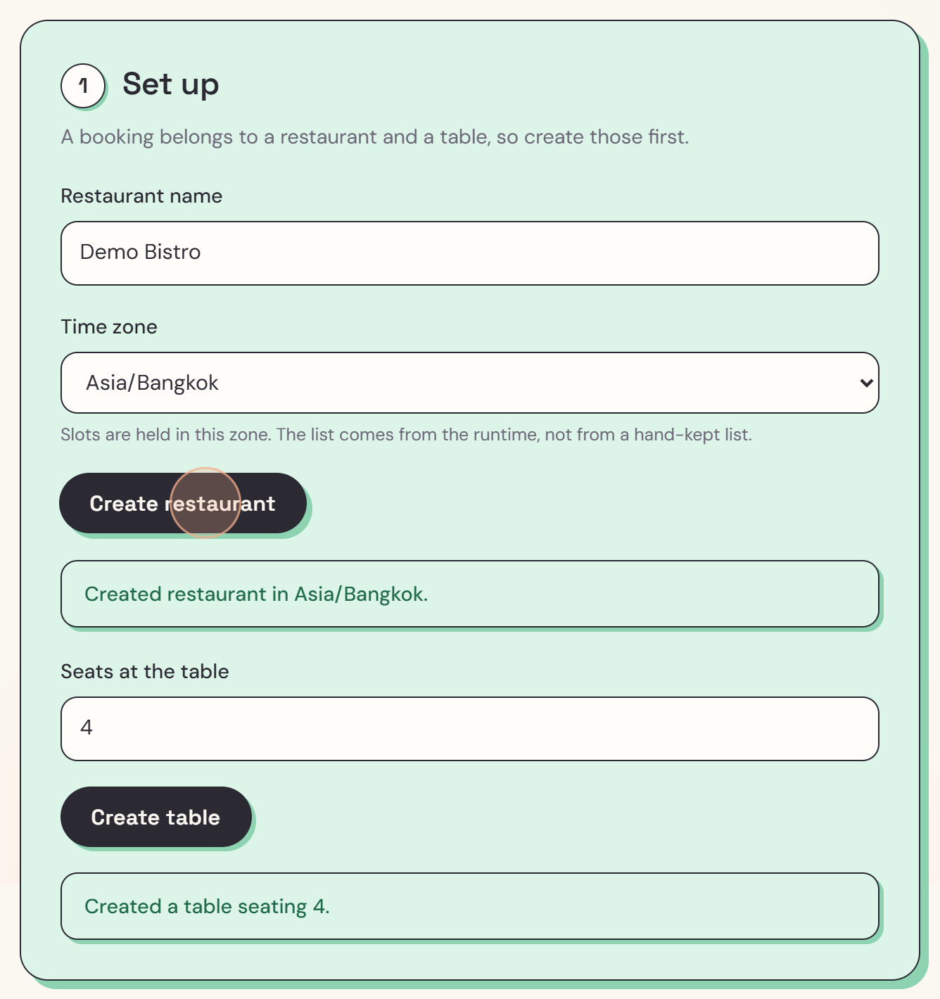 1
Set up
A booking belongs to a restaurant and a table, so create those first.
Restaurant name
Demo Bistro
Time zone
Asia/Bangkok
Slots are held in this zone. The list comes from the runtime, not from a hand-kept list.
Create restaurant
Created restaurant in Asia/Bangkok.
Seats at the table
4
Create table
Created a table seating 4.